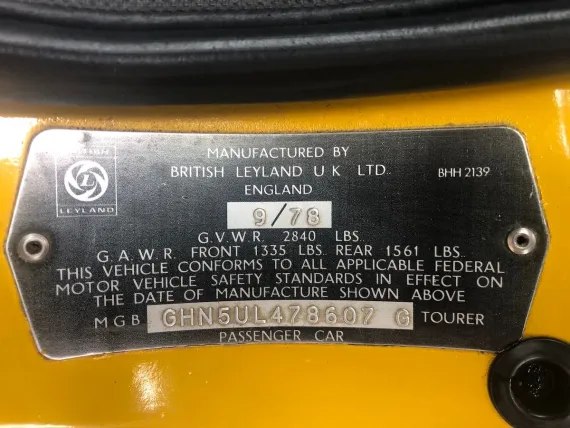 BRITISH
LEYLAND
MANUFACTURED BY
BRITISH LEYLAND U K LTD.
BHH 2139
ENGLAND
9/78
G.V.W.R. 2840 LBS.
G.A.W.R. FRONT 1335 LBS. REAR 1561 LBS.
THIS VEHICLE CONFORMS TO ALL APPLICABLE FEDERAL
MOTOR VEHICLE SAFETY STANDARDS IN EFFECT ON
THE DATE OF MANUFACTURE SHOWN ABOVE
MGB GHN5UL478607 G TOURER
PASSENGER CAR